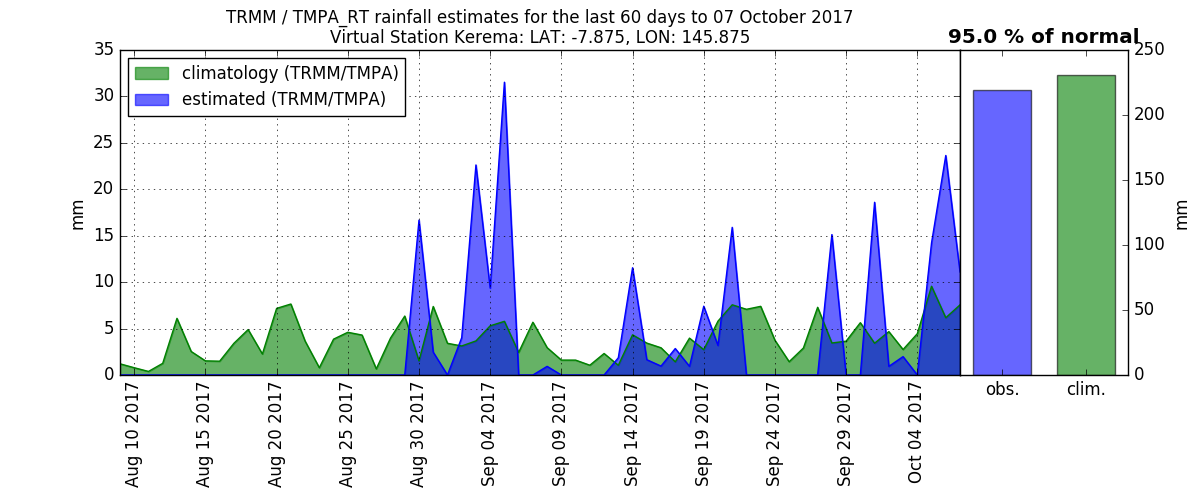 TRMM / TMPA_RT rainfall estimates for the last 60 days to 07 October 2017
Virtual Station Kerema: LAT: -7.875, LON: 145.875
95.0 % of normal
climatology (TRMM/TMPA)
estimated (TRMM/TMPA)
mm
35
30
25
20
15
10
5
0
250
200
150
100
50
0
mm
Aug 10 2017
Aug 15 2017
Aug 20 2017
Aug 25 2017
Aug 30 2017
Sep 04 2017
Sep 09 2017
Sep 14 2017
Sep 19 2017
Sep 24 2017
Sep 29 2017
Oct 04 2017
obs.
clim.